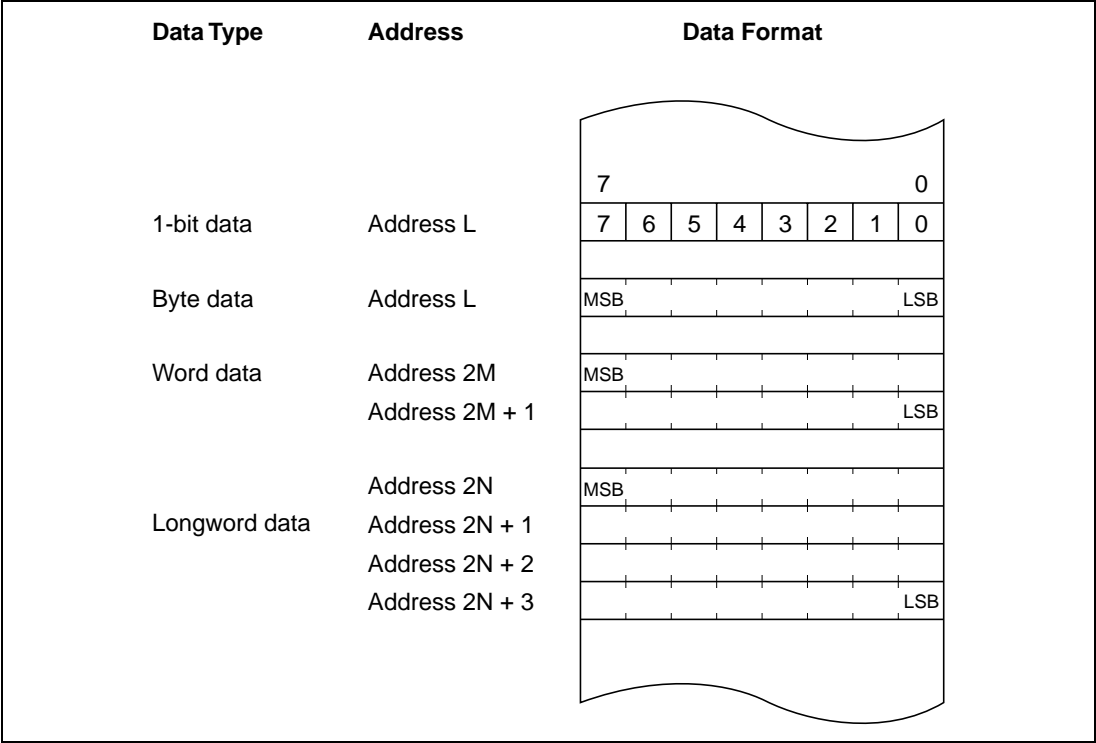 Data Type Address Data Format
7 0
1-bit data Address L 7 6 5 4 3 2 1 0
Byte data Address L MSB LSB
Word data Address 2M MSB
Address 2M + 1 LSB
Address 2N MSB
Longword data Address 2N + 1
Address 2N + 2
Address 2N + 3 LSB